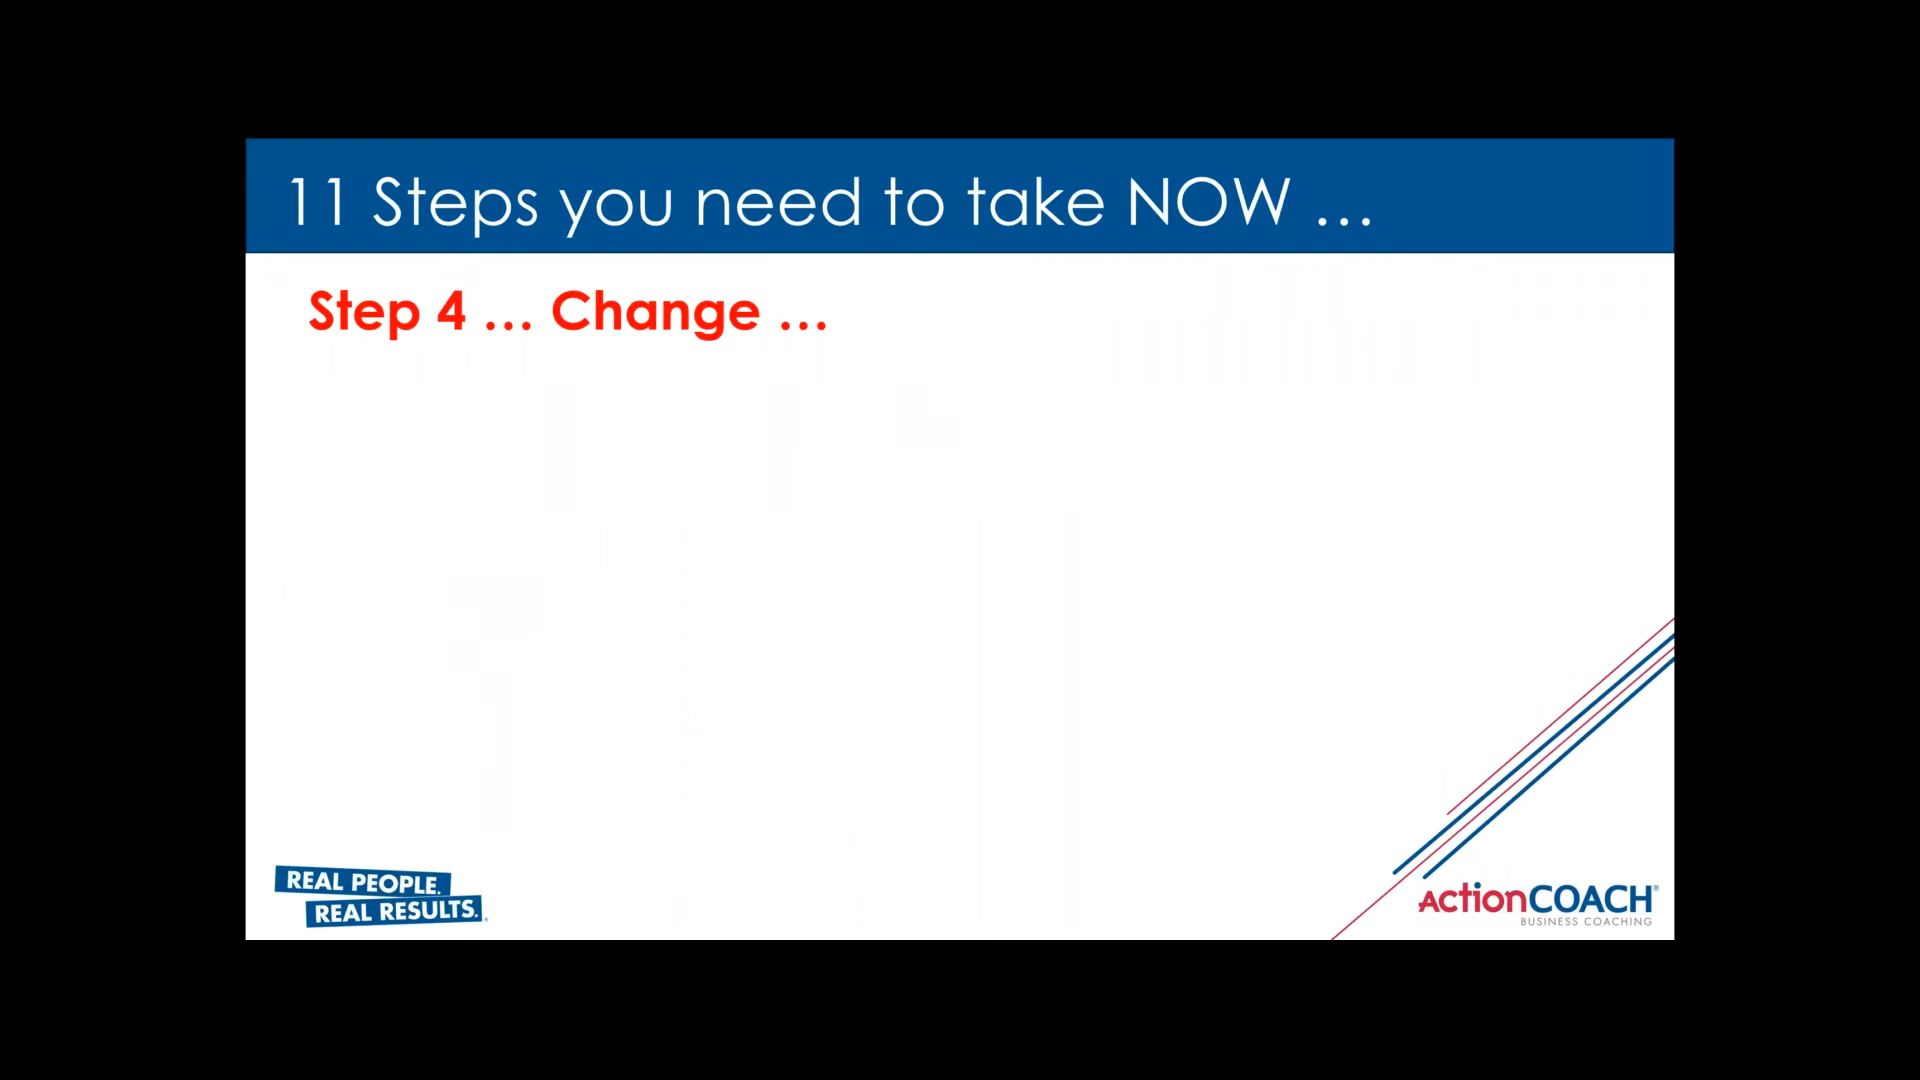 11 Steps you need to take NOW ...
Step 4 ... Change ...
REAL PEOPLE.
REAL RESULTS.
ActionCOACH®
BUSINESS COACHING